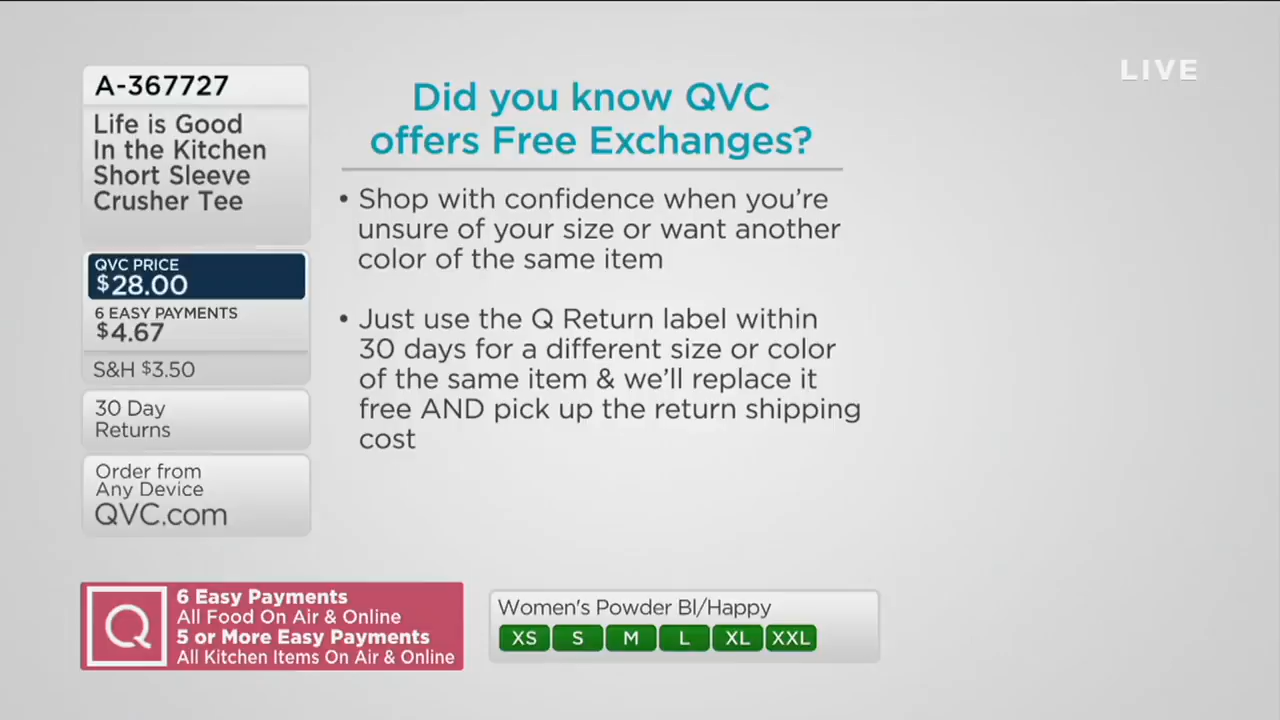 LIVE
A-367727
Life is Good
In the Kitchen
Short Sleeve
Crusher Tee
QVC PRICE
$28.00
6 EASY PAYMENTS
$4.67
S&H $3.50
30 Day
Returns
Order from
Any Device
QVC.com
Did you know QVC
offers Free Exchanges?
• Shop with confidence when you're
unsure of your size or want another
color of the same item
• Just use the Q Return label within
30 days for a different size or color
of the same item & we'll replace it
free AND pick up the return shipping
cost
Q
6 Easy Payments
All Food On Air & Online
5 or More Easy Payments
All Kitchen Items On Air & Online
Women's Powder Bl/Happy
XS S M L XL XXL